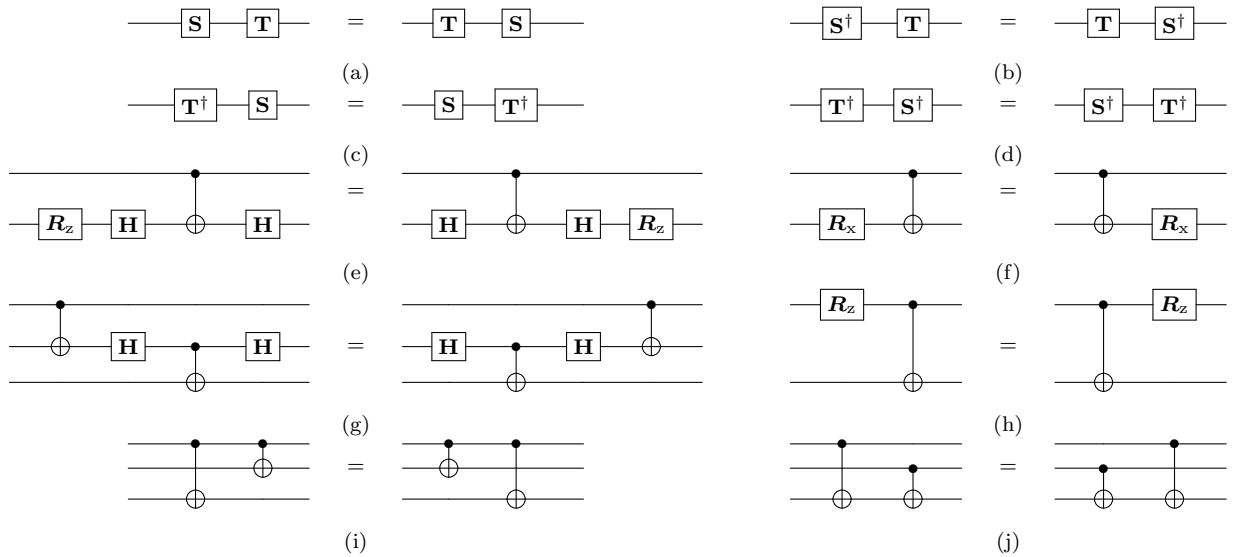 S T = T S S† T = T S†
(a) (b)
T† S = S T† T† S† = S† T†
(c) (d)
= =
Rz H H H H Rz Rx Rx
(e) (f)
Rz Rz
H H = H H =
(g) (h)
= =
(i) (j)